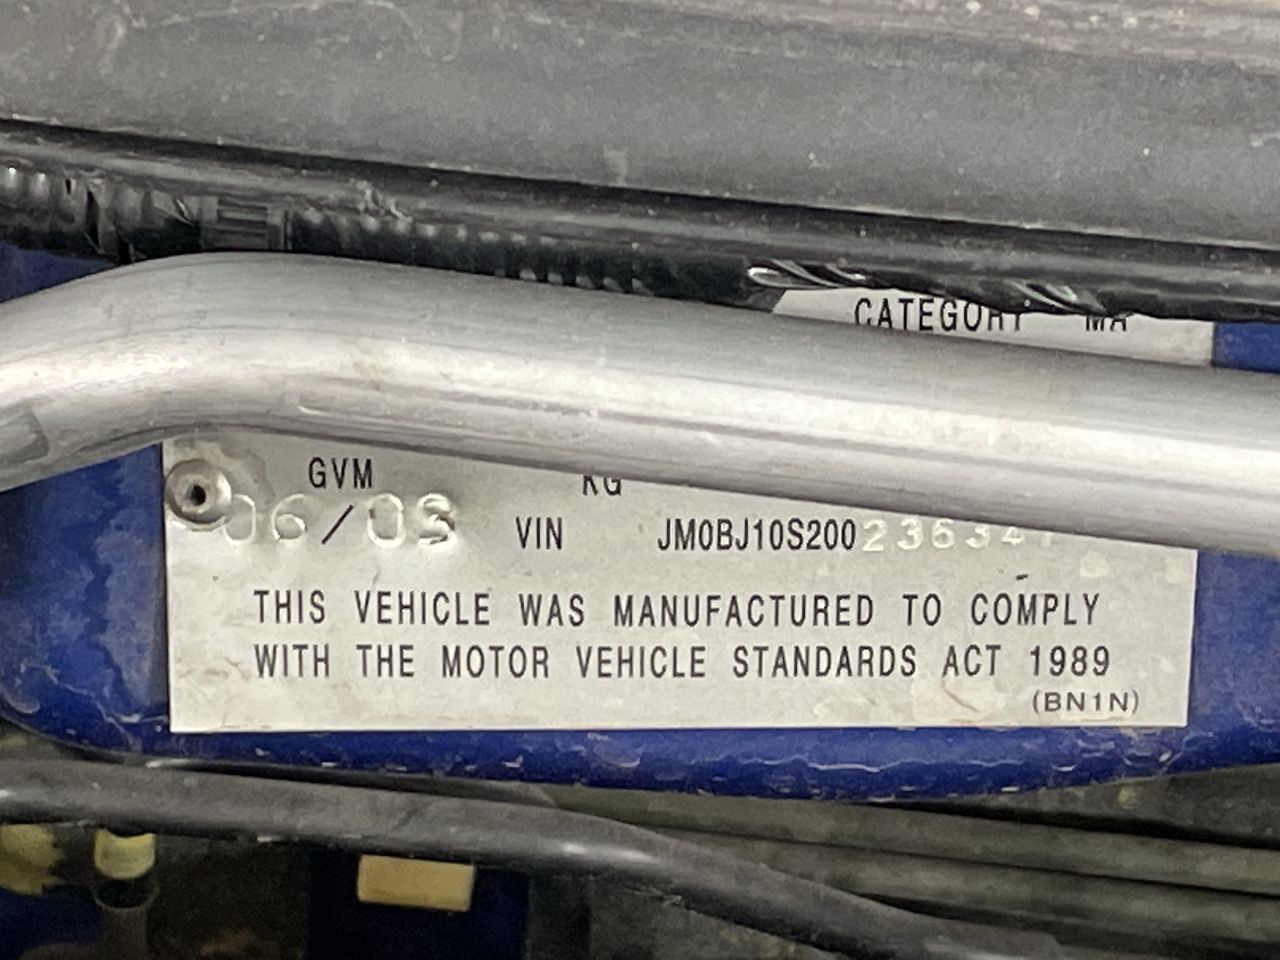 CATEGORY MA
GVM KG
06/03 VIN JM0BJ10S200
THIS VEHICLE WAS MANUFACTURED TO COMPLY
WITH THE MOTOR VEHICLE STANDARDS ACT 1989
(BN1N)